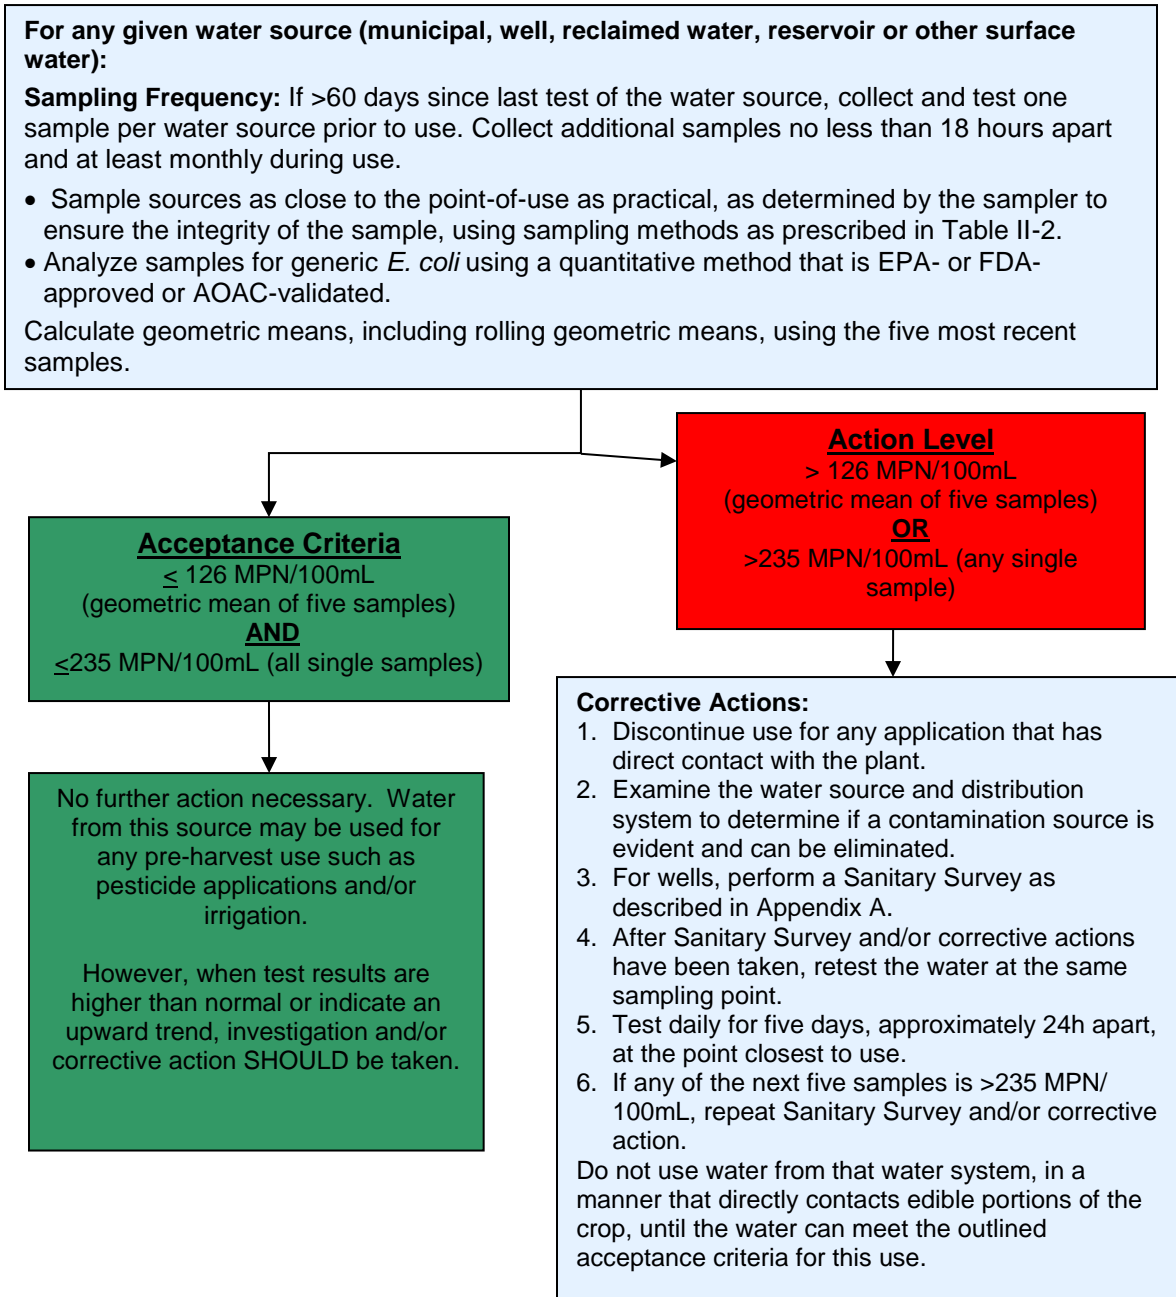 For any given water source (municipal, well, reclaimed water, reservoir or other surface
water):
Sampling Frequency: If >60 days since last test of the water source, collect and test one
sample per water source prior to use. Collect additional samples no less than 18 hours apart
and at least monthly during use.
• Sample sources as close to the point-of-use as practical, as determined by the sampler to
ensure the integrity of the sample, using sampling methods as prescribed in Table II-2.
• Analyze samples for generic E. coli using a quantitative method that is EPA- or FDA-
approved or AOAC-validated.
Calculate geometric means, including rolling geometric means, using the five most recent
samples.
Action Level
> 126 MPN/100mL
(geometric mean of five samples)
OR
>235 MPN/100mL (any single
sample)
Acceptance Criteria
≤ 126 MPN/100mL
(geometric mean of five samples)
AND
≤235 MPN/100mL (all single samples)
No further action necessary. Water
from this source may be used for
any pre-harvest use such as
pesticide applications and/or
irrigation.
However, when test results are
higher than normal or indicate an
upward trend, investigation and/or
corrective action SHOULD be taken.
Corrective Actions:
1. Discontinue use for any application that has
direct contact with the plant.
2. Examine the water source and distribution
system to determine if a contamination source is
evident and can be eliminated.
3. For wells, perform a Sanitary Survey as
described in Appendix A.
4. After Sanitary Survey and/or corrective actions
have been taken, retest the water at the same
sampling point.
5. Test daily for five days, approximately 24h apart,
at the point closest to use.
6. If any of the next five samples is >235 MPN/
100mL, repeat Sanitary Survey and/or corrective
action.
Do not use water from that water system, in a
manner that directly contacts edible portions of the
crop, until the water can meet the outlined
acceptance criteria for this use.